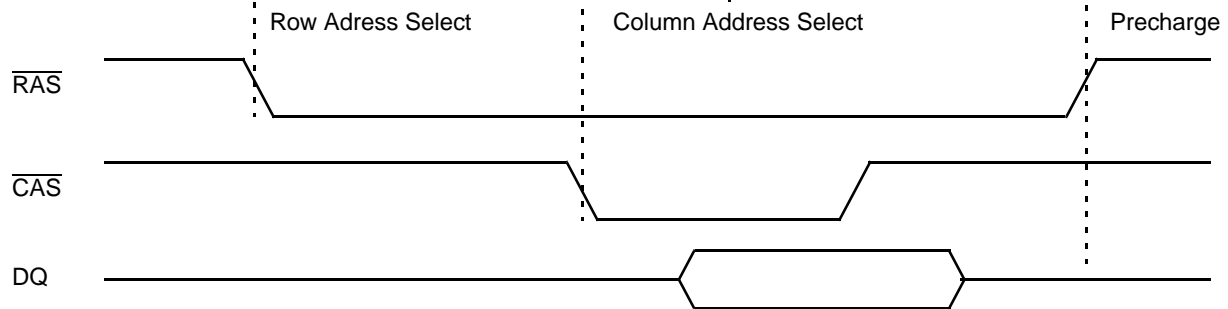 Row Adress Select
Column Address Select
Precharge
RAS
CAS
DQ